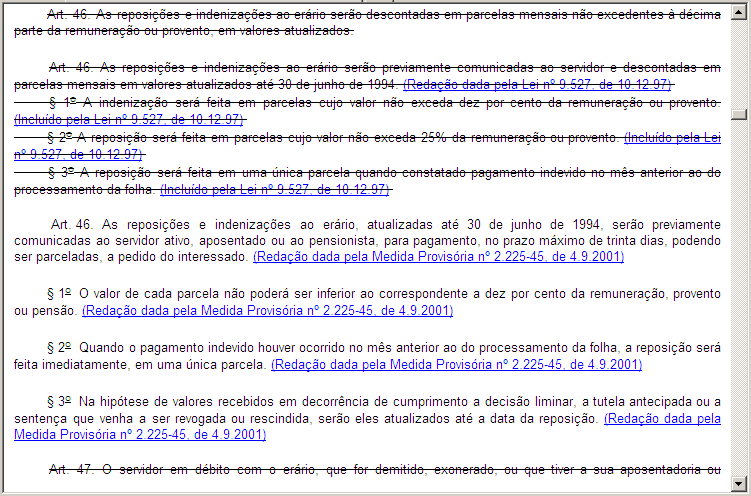 Art. 46. As reposições e indenizações ao erário serão descontadas em parcelas mensais não excedentes à décima
parte da remuneração ou provento, em valores atualizados.
Art. 46. As reposições e indenizações ao erário serão previamente comunicadas ao servidor e descontadas em
parcelas mensais em valores atualizados até 30 de junho de 1994. (Redação dada pela Lei nº 9.527, de 10.12.97)
§ 1º A indenização será feita em parcelas cujo valor não exceda dez por cento da remuneração ou provento.
(Incluído pela Lei nº 9.527, de 10.12.97)
§ 2º A reposição será feita em parcelas cujo valor não exceda 25% da remuneração ou provento. (Incluído pela Lei
nº 9.527, de 10.12.97)
§ 3º A reposição será feita em uma única parcela quando constatado pagamento indevido no mês anterior ao do
processamento da folha. (Incluído pela Lei nº 9.527, de 10.12.97)
Art. 46. As reposições e indenizações ao erário, atualizadas até 30 de junho de 1994, serão previamente
comunicadas ao servidor ativo, aposentado ou ao pensionista, para pagamento, no prazo máximo de trinta dias, podendo
ser parceladas, a pedido do interessado. (Redação dada pela Medida Provisória nº 2.225-45, de 4.9.2001)
§ 1º O valor de cada parcela não poderá ser inferior ao correspondente a dez por cento da remuneração, provento
ou pensão. (Redação dada pela Medida Provisória nº 2.225-45, de 4.9.2001)
§ 2º Quando o pagamento indevido houver ocorrido no mês anterior ao do processamento da folha, a reposição será
feita imediatamente, em uma única parcela. (Redação dada pela Medida Provisória nº 2.225-45, de 4.9.2001)
§ 3º Na hipótese de valores recebidos em decorrência de cumprimento a decisão liminar, a tutela antecipada ou a
sentença que venha a ser revogada ou rescindida, serão eles atualizados até a data da reposição. (Redação dada pela
Medida Provisória nº 2.225-45, de 4.9.2001)
Art. 47. O servidor em débito com o erário, que for demitido, exonerado, ou que tiver a sua aposentadoria ou